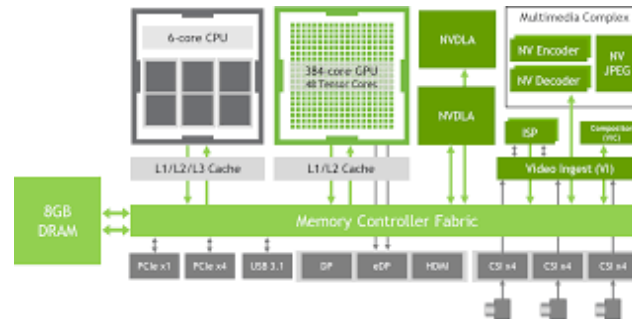 Multimedia Complex
6-core CPU
NVDLA
NV Encoder
NV
JPEG
NV Decoder
384-core GPU
48 Tensor Cores
NVDLA
ISP
Compositor
(VIC)
L1/L2/L3 Cache
L1/L2 Cache
Video Ingest (VI)
8GB
DRAM
Memory Controller Fabric
PCIe x1
PCIe x4
USB 3.1
DP
eDP
HDMI
CSI x4
CSI x4
CSI x4